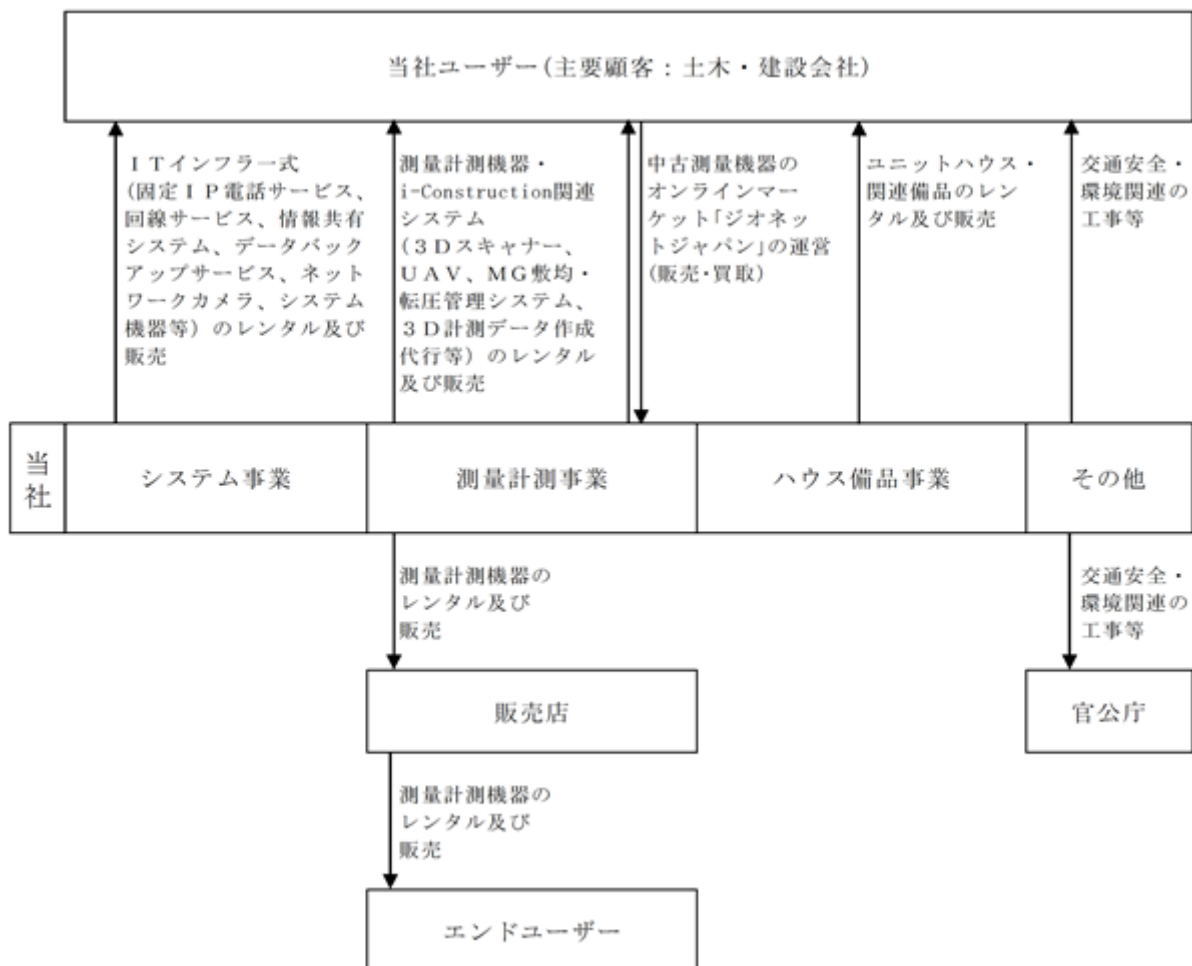 当社ユーザー(主要顧客：土木・建設会社)
ＩＴインフラ一式
(固定ＩＰ電話サービス、
回線サービス、情報共有
システム、データバック
アップサービス、ネット
ワークカメラ、システム
機器等）のレンタル及び
販売
測量計測機器・
i-Construction関連
システム
（３Ｄスキャナー、
ＵＡＶ、ＭＧ敷均・
転圧管理システム、
３Ｄ計測データ作成
代行等）のレンタル
及び販売
中古測量機器の
オンラインマー
ケット｢ジオネッ
トジャパン｣の運営
(販売･買取)
ユニットハウス・
関連備品のレン
タル及び販売
交通安全・
環境関連の
工事等
当社
システム事業
測量計測事業
ハウス備品事業
その他
測量計測機器の
レンタル及び
販売
交通安全・
環境関連の
工事等
販売店
官公庁
測量計測機器の
レンタル及び
販売
エンドユーザー